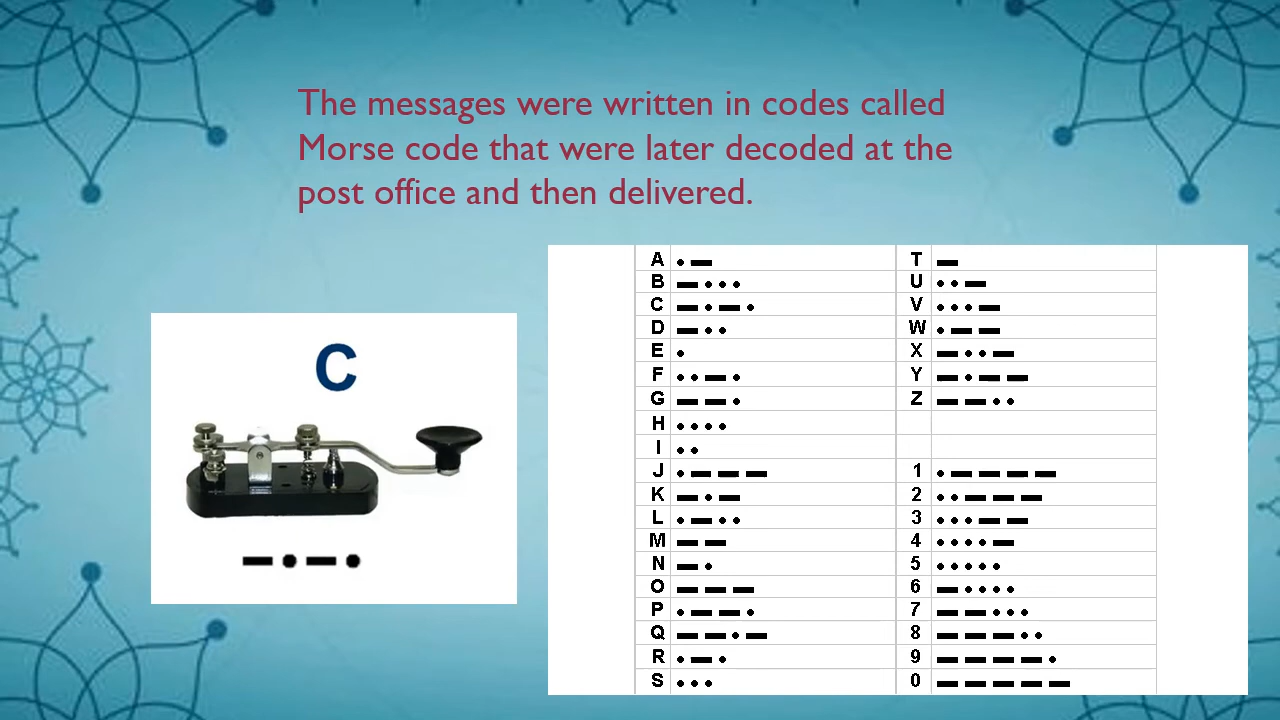 The messages were written in codes called
Morse code that were later decoded at the
post office and then delivered.
C
— • — •
A • —
B — • • •
C — • — •
D — • •
E •
F • • — •
G — — •
H • • • •
I • •
J • — — —
K — • —
L • — • •
M — —
N — •
O — — —
P • — — •
Q — — • —
R • — •
S • • •
T —
U • • —
V • • • —
W • — —
X — • • —
Y — • — —
Z — — • •
1 • — — — —
2 • • — — —
3 • • • — —
4 • • • • —
5 • • • • •
6 — • • • •
7 — — • • •
8 — — — • •
9 — — — — •
0 — — — — —